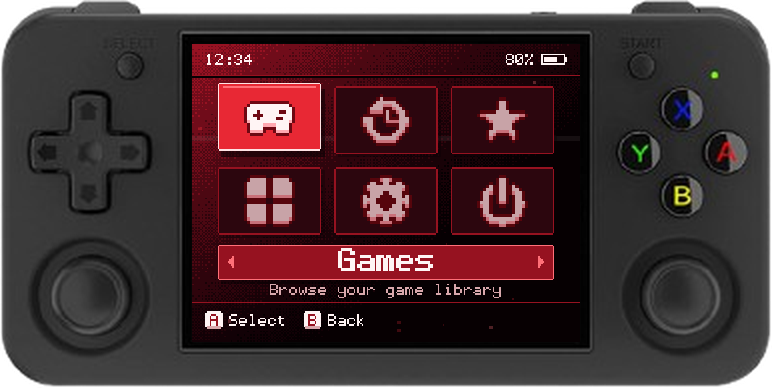 SELECT
START
12:34 80%
X
Y
A
B
Games
Browse your game library
A Select B Back